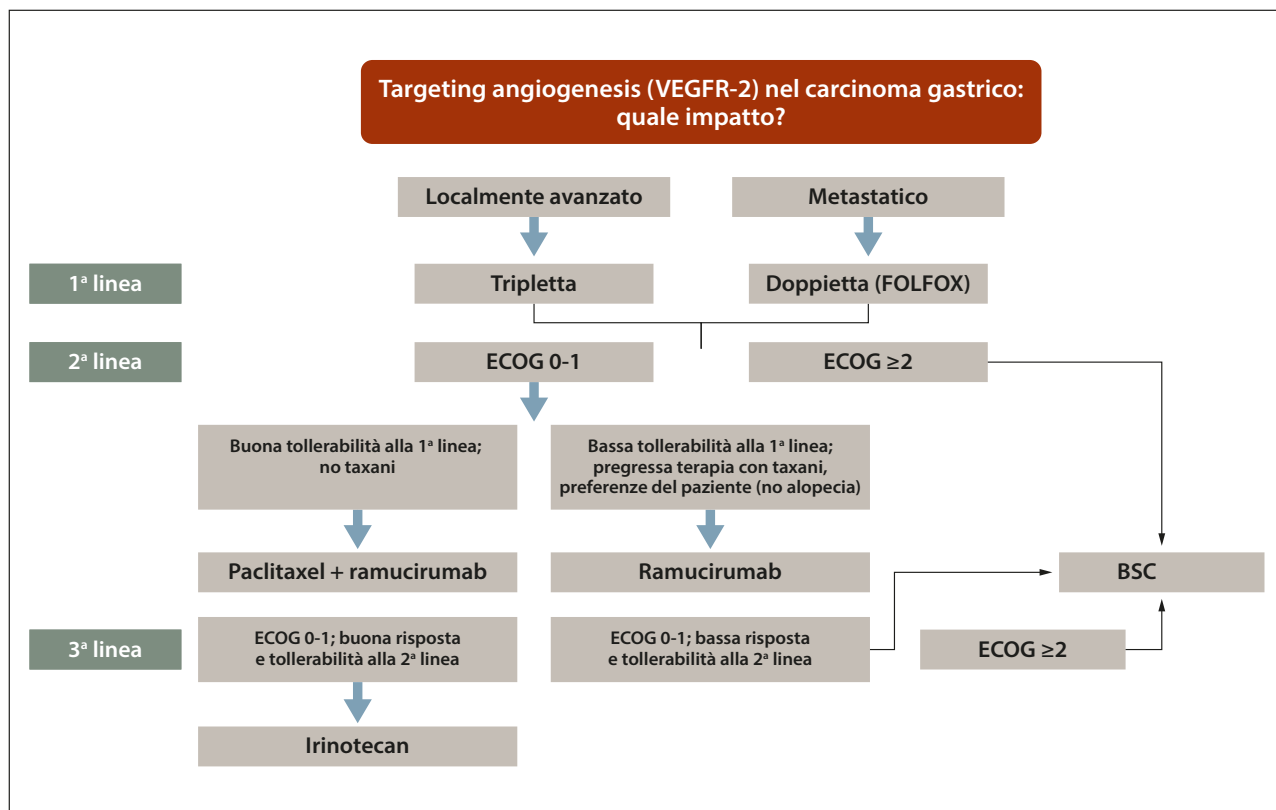 Targeting angiogenesis (VEGFR-2) nel carcinoma gastrico:
quale impatto?
Localmente avanzato
Metastatico
1ª linea
Tripletta
Doppietta (FOLFOX)
2ª linea
ECOG 0-1
ECOG ≥2
Buona tollerabilità alla 1ª linea;
no taxani
Bassa tollerabilità alla 1ª linea;
pregressa terapia con taxani,
preferenze del paziente (no alopecia)
Paclitaxel + ramucirumab
Ramucirumab
BSC
3ª linea
ECOG 0-1; buona risposta
e tollerabilità alla 2ª linea
ECOG 0-1; bassa risposta
e tollerabilità alla 2ª linea
ECOG ≥2
Irinotecan